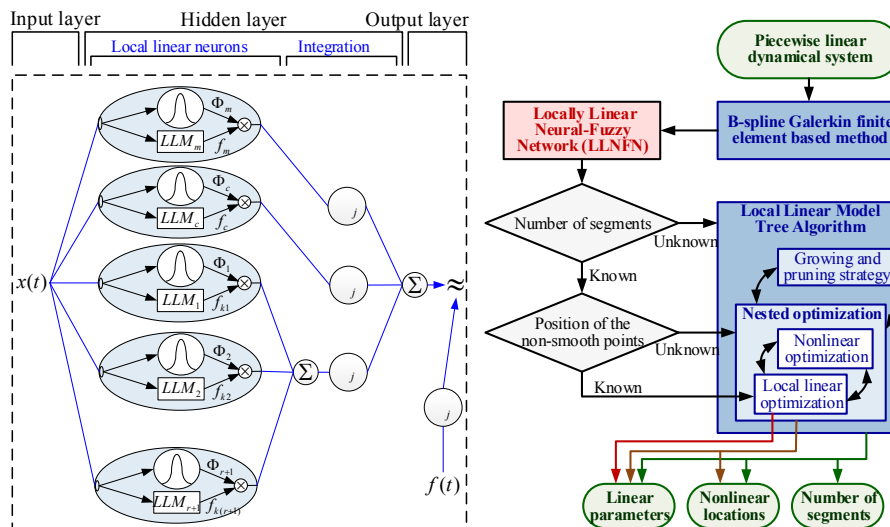 Input layer
Hidden layer
Output layer
Local linear neurons
Integration
x(t)
Φm
LLMm
fm
Φc
LLMc
fc
Φ1
LLM1
fk1
Φ2
LLM2
fk2
Φr+1
LLMr+1
fk(r+1)
j
j
j
j
Σ
Σ
≈
f(t)
Piecewise linear
dynamical system
B-spline Galerkin finite
element based method
Locally Linear
Neural-Fuzzy
Network (LLNFN)
Number of segments
Unknown
Known
Position of the
non-smooth points
Unknown
Known
Local Linear Model
Tree Algorithm
Growing and
pruning strategy
Nested optimization
Nonlinear
optimization
Local linear
optimization
Linear
parameters
Nonlinear
locations
Number of
segments